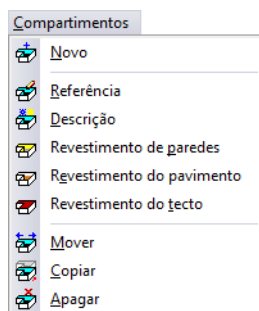 Compartimentos
Novo
Referência
Descrição
Revestimento de paredes
Revestimento do pavimento
Revestimento do tecto
Mover
Copiar
Apagar